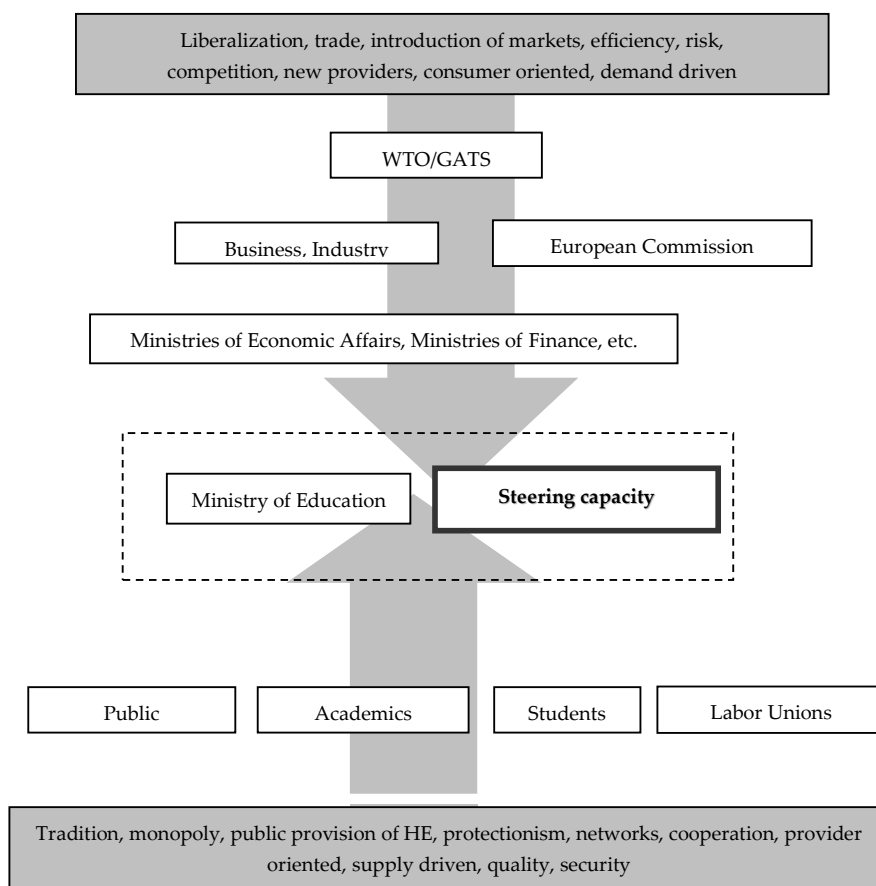 Liberalization, trade, introduction of markets, efficiency, risk,
competition, new providers, consumer oriented, demand driven
WTO/GATS
Business, Industry
European Commission
Ministries of Economic Affairs, Ministries of Finance, etc.
Ministry of Education
Steering capacity
Public
Academics
Students
Labor Unions
Tradition, monopoly, public provision of HE, protectionism, networks, cooperation, provider
oriented, supply driven, quality, security